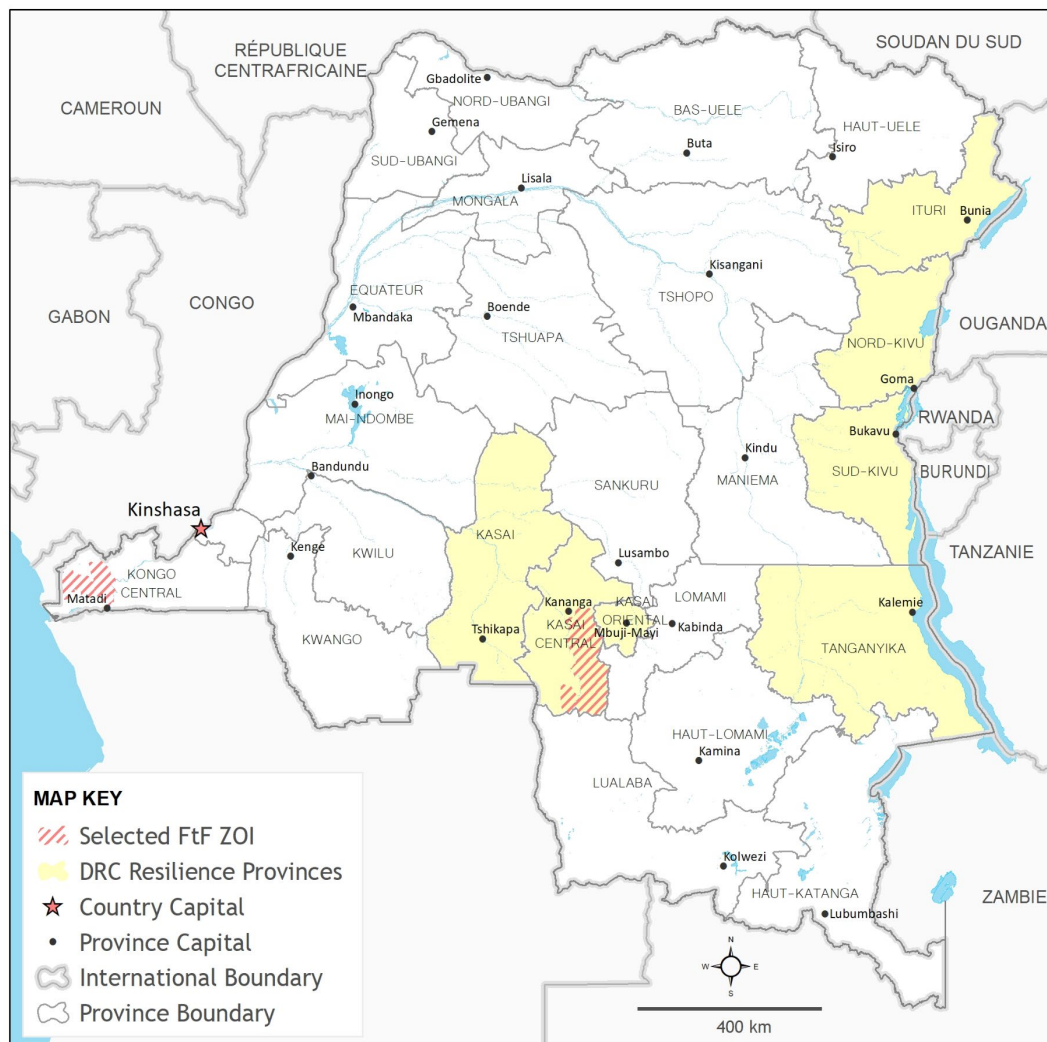 SOUDAN DU SUD
RÉPUBLIQUE
CENTRAFRICAINE
CAMEROUN
Gbadolite
NORD-UBANGI
BAS-UELE
HAUT-UELE
Gemena
SUD-UBANGI
Buta
Isiro
Lisala
MONGALA
ITURI
Bunia
Kisangani
TSHOPO
CONGO
EQUATEUR
Mbandaka
Boende
TSHUAPA
GABON
OUGANDA
NORD-KIVU
Goma
RWANDA
Inongo
MAI-NDOMBE
Bukavu
Kindu
MANIEMA
SUD-KIVU
BURUNDI
Bandundu
SANKURU
Kinshasa
KASAI
Kenge
KWILU
Lusambo
TANZANIE
KONGO
CENTRAL
Matadi
LOMAMI
Kananga
KASAI
CENTRAL
KASAI
ORIENTAL
Mbuji-Mayi
Kabinda
Kalemie
KWANGO
Tshikapa
TANGANYIKA
HAUT-LOMAMI
Kamina
LUALABA
MAP KEY
Selected FtF ZOI
DRC Resilience Provinces
Country Capital
Province Capital
International Boundary
Province Boundary
Kolwezi
HAUT-KATANGA
Lubumbashi
ZAMBIE
N
W
E
S
400 km